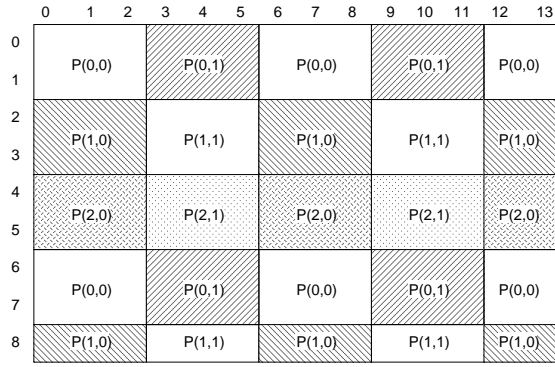 0 1 2 3 4 5 6 7 8 9 10 11 12 13
0
P(0,0) P(0,1) P(0,0) P(0,1) P(0,0)
1
2
P(1,0) P(1,1) P(1,0) P(1,1) P(1,0)
3
4
P(2,0) P(2,1) P(2,0) P(2,1) P(2,0)
5
6
P(0,0) P(0,1) P(0,0) P(0,1) P(0,0)
7
8 P(1,0) P(1,1) P(1,0) P(1,1) P(1,0)